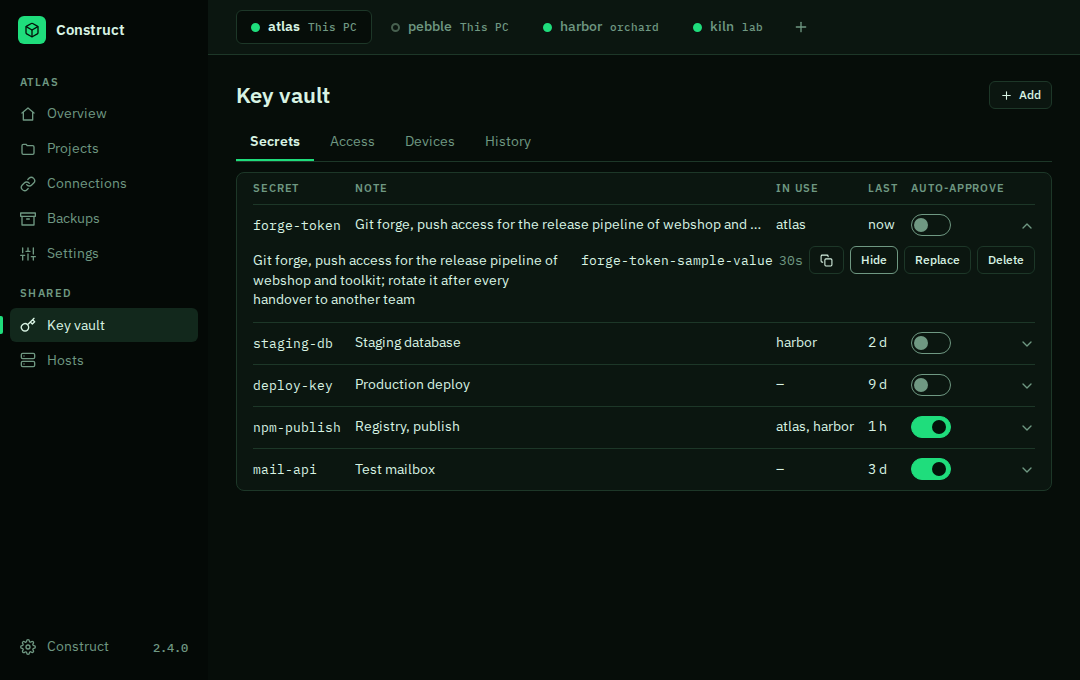 Construct
atlas This PC
pebble This PC
harbor orchard
kiln lab
ATLAS
Overview
Projects
Connections
Backups
Settings
SHARED
Key vault
Hosts
Construct 2.4.0
Key vault
Add
Secrets Access Devices History
SECRET NOTE IN USE LAST AUTO-APPROVE
forge-token Git forge, push access for the release pipeline of webshop and ... atlas now
Git forge, push access for the release pipeline of
webshop and toolkit; rotate it after every
handover to another team
forge-token-sample-value 30s Hide Replace Delete
staging-db Staging database harbor 2 d
deploy-key Production deploy – 9 d
npm-publish Registry, publish atlas, harbor 1 h
mail-api Test mailbox – 3 d